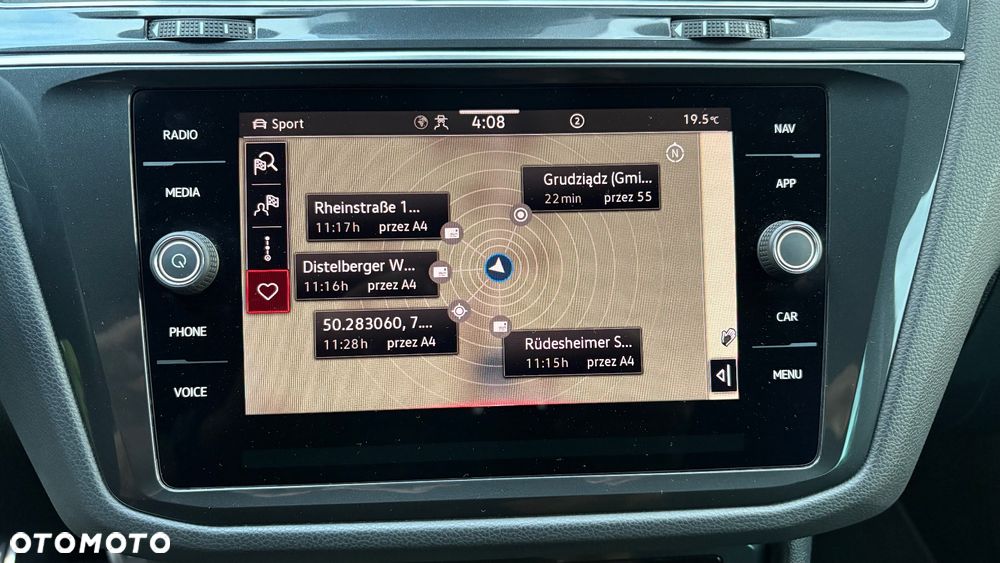 Sport
4:08
2
19.5°C
RADIO
MEDIA
PHONE
VOICE
N
Grudziądz (Gmi...
22 min przez 55
Rheinstraße 1...
11:17h przez A4
Distelberger W...
11:16h przez A4
50.283060, 7....
11:28h przez A4
Rüdesheimer S...
11:15h przez A4
NAV
APP
CAR
MENU
OTOMOTO